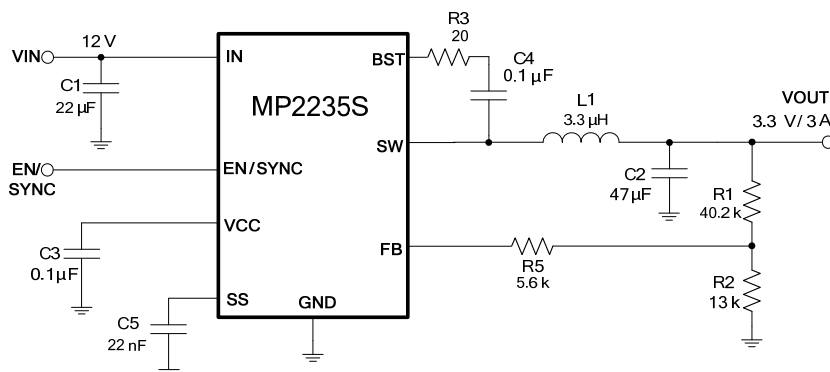 R3
20
12 V
VIN
IN
BST
C4
0.1 µF
C1
22 µF
MP2235S
L1
3.3 µH
VOUT
3.3 V/3 A
SW
EN/
SYNC
EN/SYNC
C2
47µF
R1
40.2 k
VCC
C3
0.1µF
FB
R5
5.6 k
R2
13 k
SS
GND
C5
22 nF